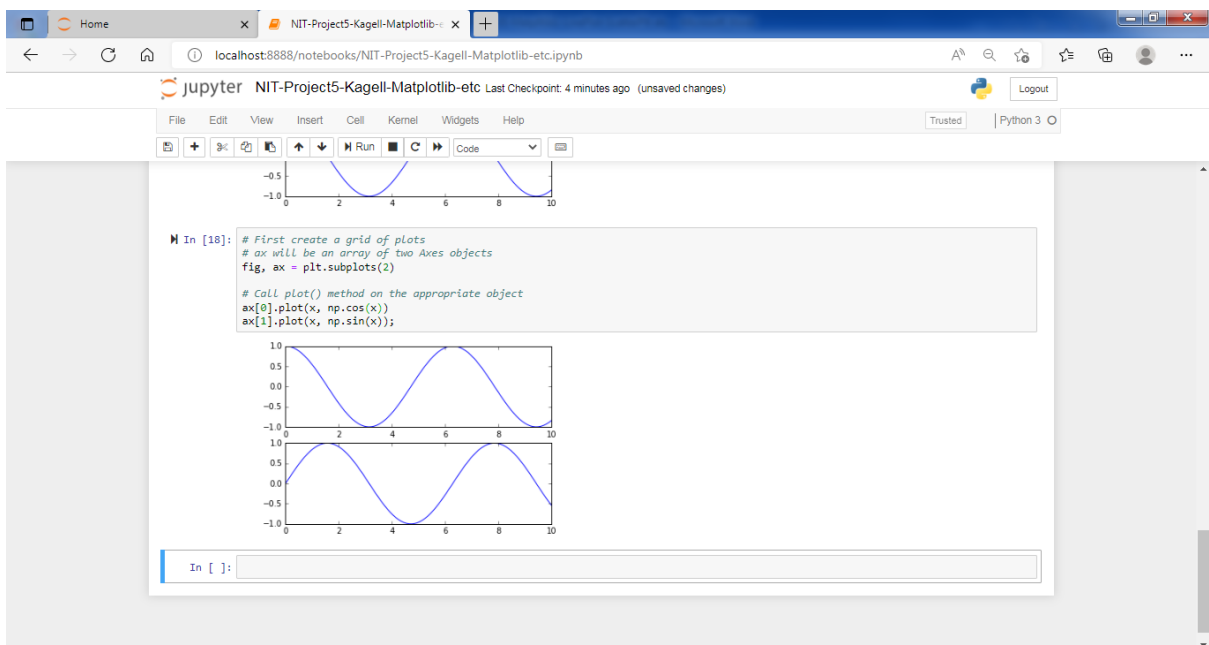 Home
NIT-Project5-Kagell-Matplotlib-e
localhost:8888/notebooks/NIT-Project5-Kagell-Matplotlib-etc.ipynb
jupyter NIT-Project5-Kagell-Matplotlib-etc Last Checkpoint: 4 minutes ago (unsaved changes)
Logout
File Edit View Insert Cell Kernel Widgets Help
Trusted Python 3
Run Code
−0.5
−1.0
0 2 4 6 8 10
In [18]: # First create a grid of plots
# ax will be an array of two Axes objects
fig, ax = plt.subplots(2)
# Call plot() method on the appropriate object
ax[0].plot(x, np.cos(x))
ax[1].plot(x, np.sin(x));
1.0
0.5
0.0
−0.5
−1.0
0 2 4 6 8 10
1.0
0.5
0.0
−0.5
−1.0
0 2 4 6 8 10
In [ ]: